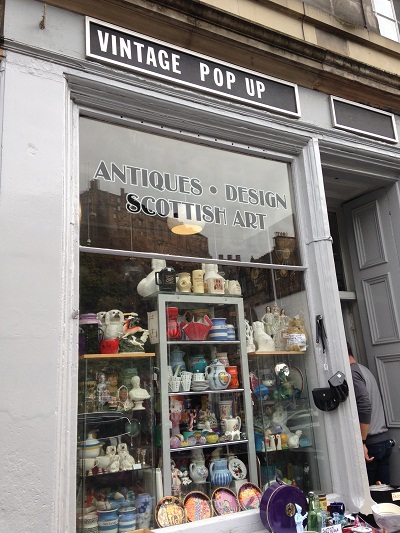 VINTAGE POP UP
ANTIQUES • DESIGN
SCOTTISH ART